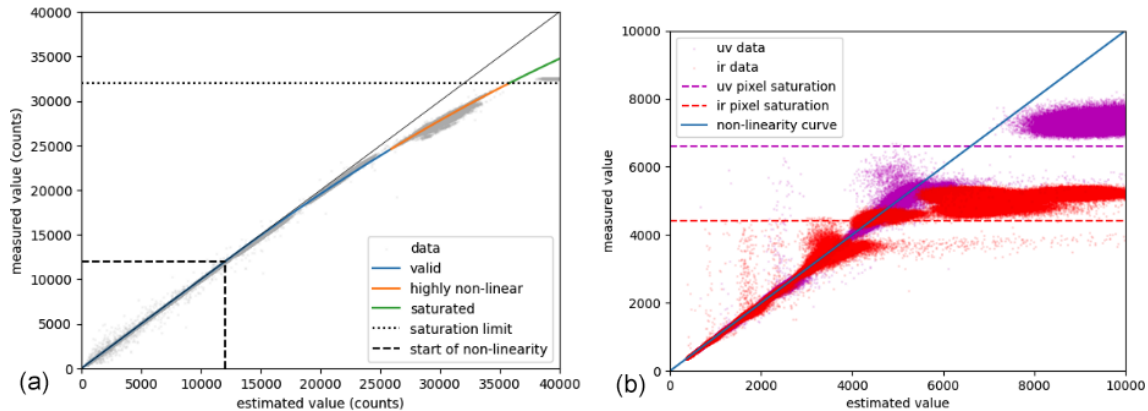 40000
35000
30000
25000
20000
15000
10000
5000
0
measured value (counts)
data
valid
highly non-linear
saturated
saturation limit
start of non-linearity
0 5000 10000 15000 20000 25000 30000 35000 40000
estimated value (counts)
(a)
10000
8000
6000
4000
2000
0
measured value
uv data
ir data
uv pixel saturation
ir pixel saturation
non-linearity curve
0 2000 4000 6000 8000 10000
estimated value
(b)